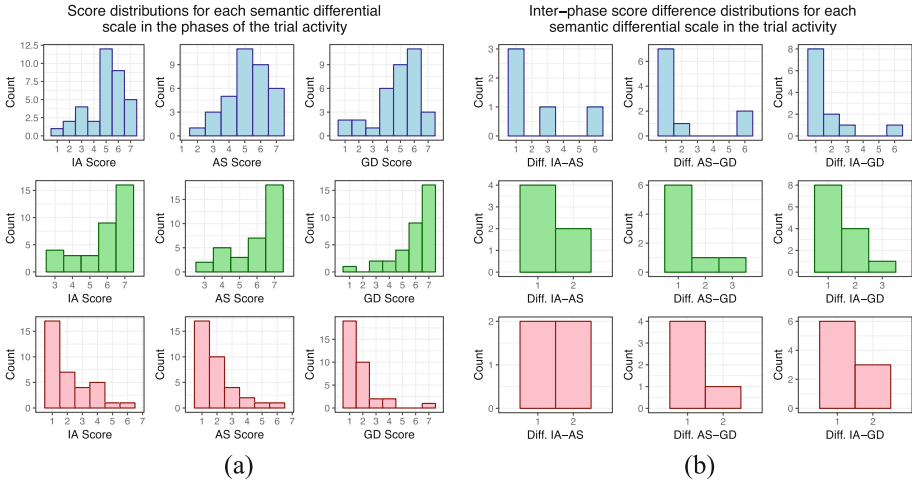 Score distributions for each semantic differential
scale in the phases of the trial activity
Inter−phase score difference distributions for each
semantic differential scale in the trial activity
Count
12.5
10.0
7.5
5.0
2.5
0.0
1 2 3 4 5 6 7
IA Score
Count
9
6
3
0
1 2 3 4 5 6 7
AS Score
Count
9
6
3
0
1 2 3 4 5 6 7
GD Score
Count
3
2
1
0
1 2 3 4 5 6
Diff. IA−AS
Count
6
4
2
0
1 2 3 4 5 6
Diff. AS−GD
Count
8
6
4
2
0
1 2 3 4 5 6
Diff. IA−GD
Count
15
10
5
0
3 4 5 6 7
IA Score
Count
15
10
5
0
3 4 5 6 7
AS Score
Count
15
10
5
0
1 2 3 4 5 6 7
GD Score
Count
4
3
2
1
0
1 2
Diff. IA−AS
Count
6
4
2
0
1 2 3
Diff. AS−GD
Count
8
6
4
2
0
1 2 3
Diff. IA−GD
Count
15
10
5
0
1 2 3 4 5 6 7
IA Score
Count
15
10
5
0
1 2 3 4 5 6 7
AS Score
Count
15
10
5
0
1 2 3 4 5 6 7
GD Score
Count
2
1
0
1 2
Diff. IA−AS
Count
4
3
2
1
0
1 2
Diff. AS−GD
Count
6
4
2
0
1 2
Diff. IA−GD
(a)
(b)